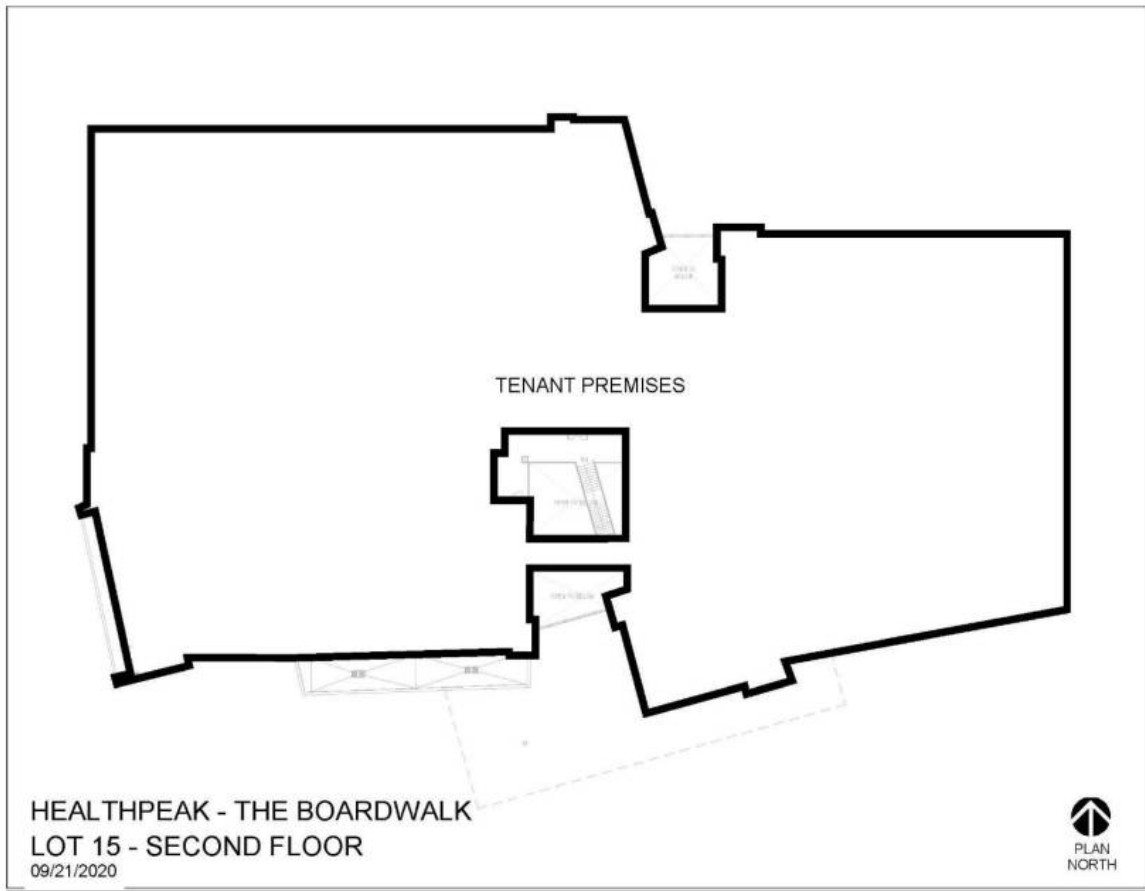 TENANT PREMISES
HEALTHPEAK - THE BOARDWALK
LOT 15 - SECOND FLOOR
09/21/2020
PLAN
NORTH